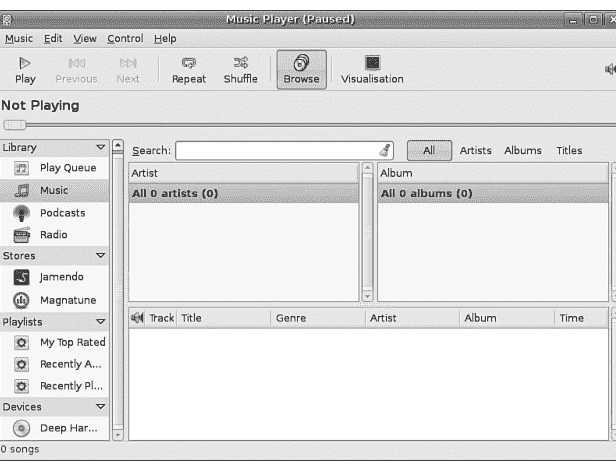 Music Player (Paused)
Music Edit View Control Help
Play Previous Next Repeat Shuffle Browse Visualisation
Not Playing
Library
Play Queue
Music
Podcasts
Radio
Stores
Jamendo
Magnatune
Playlists
My Top Rated
Recently A...
Recently Pl...
Devices
Deep Har...
Search: All Artists Albums Titles
Artist Album
All 0 artists (0) All 0 albums (0)
Track Title Genre Artist Album Time
0 songs